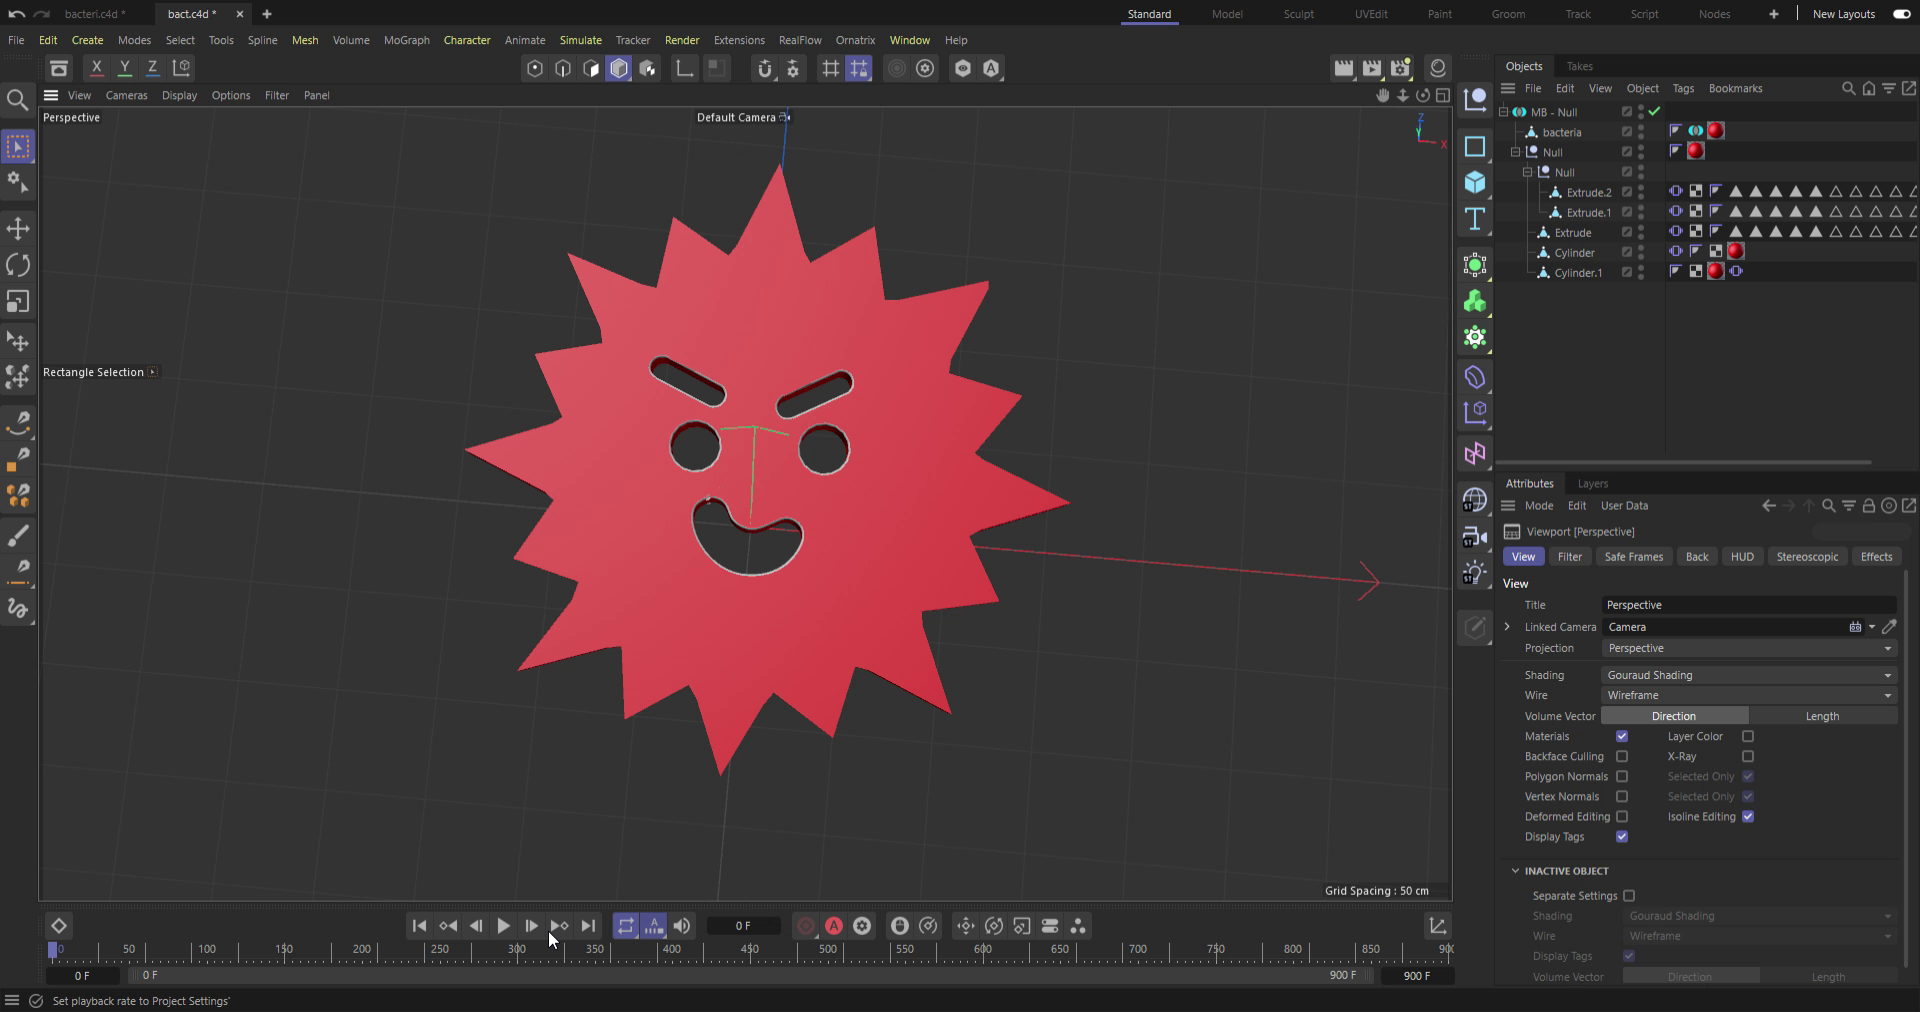 bacteri.c4d *
bact.c4d *
Standard
Model
Sculpt
UVEdit
Paint
Groom
Track
Script
Nodes
New Layouts
File Edit Create Modes Select Tools Spline Mesh Volume MoGraph Character Animate Simulate Tracker Render Extensions RealFlow Ornatrix Window Help
X Y Z
View Cameras Display Options Filter Panel
Perspective
Default Camera
Z
Y
X
Rectangle Selection
Grid Spacing : 50 cm
Objects Takes
File Edit View Object Tags Bookmarks
MB - Null
bacteria
Null
Null
Extrude.2
Extrude.1
Extrude
Cylinder
Cylinder.1
ST
ST
ST
Attributes Layers
Mode Edit User Data
Viewport [Perspective]
View Filter Safe Frames Back HUD Stereoscopic Effects
View
Title Perspective
Linked Camera Camera
Projection Perspective
Shading Gouraud Shading
Wire Wireframe
Volume Vector Direction Length
Materials Layer Color
Backface Culling X-Ray
Polygon Normals Selected Only
Vertex Normals Selected Only
Deformed Editing Isoline Editing
Display Tags
INACTIVE OBJECT
Separate Settings
Shading Gouraud Shading
Wire Wireframe
Display Tags
Volume Vector Direction Length
A
0 F
A
0 50 100 150 200 250 300 350 400 450 500 550 600 650 700 750 800 850 90
0 F 0 F 900 F 900 F
Set playback rate to Project Settings'